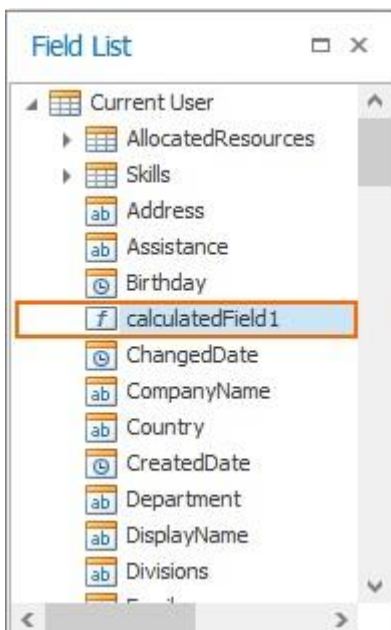 Field List
Current User
AllocatedResources
Skills
ab Address
ab Assistance
Birthday
f calculatedField1
ChangedDate
ab CompanyName
ab Country
CreatedDate
ab Department
ab DisplayName
ab Divisions